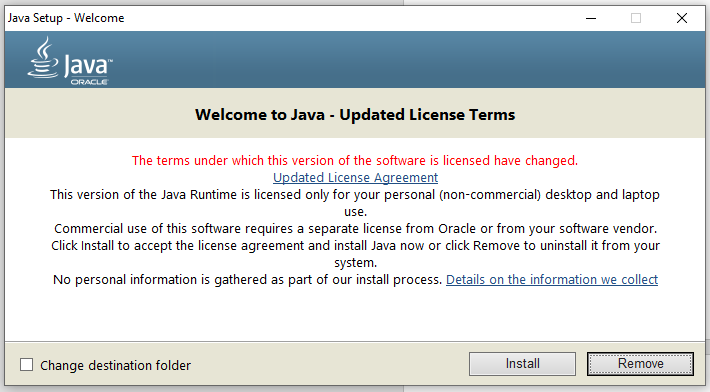 Java Setup - Welcome
Java™
ORACLE
Welcome to Java - Updated License Terms
The terms under which this version of the software is licensed have changed.
Updated License Agreement
This version of the Java Runtime is licensed only for your personal (non-commercial) desktop and laptop
use.
Commercial use of this software requires a separate license from Oracle or from your software vendor.
Click Install to accept the license agreement and install Java now or click Remove to uninstall it from your
system.
No personal information is gathered as part of our install process. Details on the information we collect
Change destination folder
Install
Remove